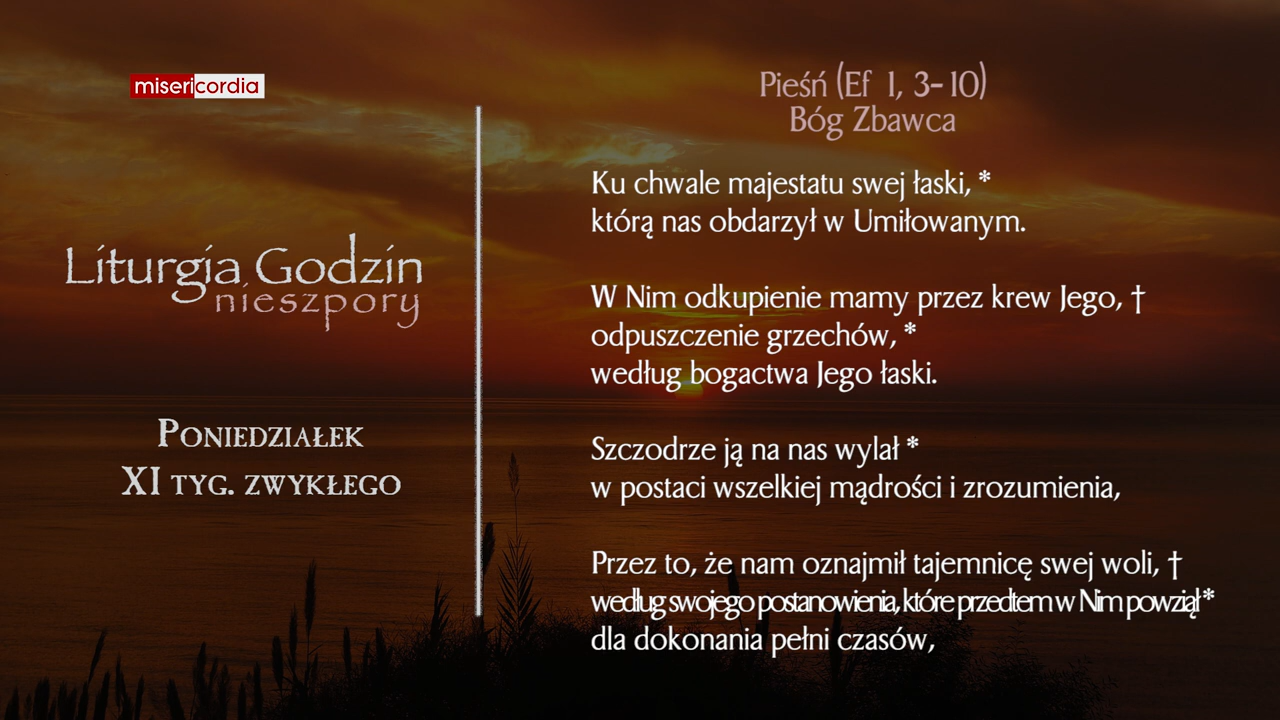 misericordia
Liturgia Godzin
nieszpory
Poniedziałek
XI tyg. zwykłego
Pieśń (Ef 1, 3-10)
Bóg Zbawca
Ku chwale majestatu swej łaski, *
którą nas obdarzył w Umiłowanym.
W Nim odkupienie mamy przez krew Jego, †
odpuszczenie grzechów, *
według bogactwa Jego łaski.
Szczodrze ją na nas wylał *
w postaci wszelkiej mądrości i zrozumienia,
Przez to, że nam oznajmił tajemnicę swej woli, †
według swojego postanowienia, które przedtem w Nim powziął *
dla dokonania pełni czasów,